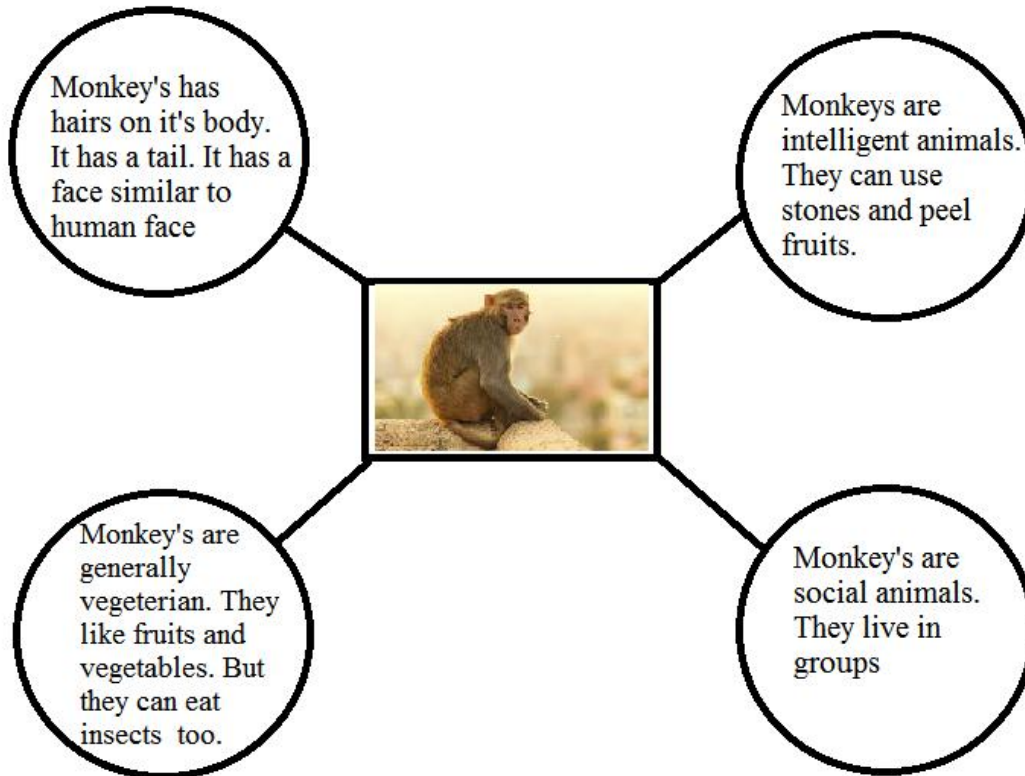 Monkey's has
hairs on it's body.
It has a tail. It has a
face similar to
human face
Monkeys are
intelligent animals.
They can use
stones and peel
fruits.
Monkey's are
generally
vegeterian. They
like fruits and
vegetables. But
they can eat
insects  too.
Monkey's are
social animals.
They live in
groups